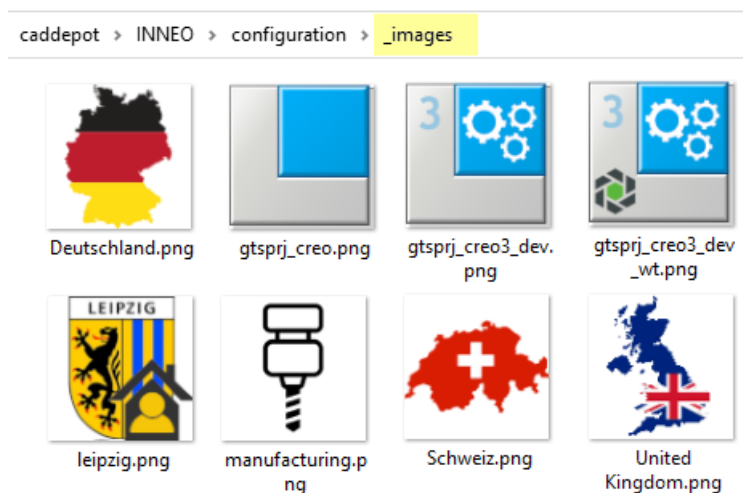 caddepot > INNEO > configuration > _images
3
3
Deutschland.png
gtsprj_creo.png
gtsprj_creo3_dev.
png
gtsprj_creo3_dev
_wt.png
LEIPZIG
leipzig.png
manufacturing.p
ng
Schweiz.png
United
Kingdom.png